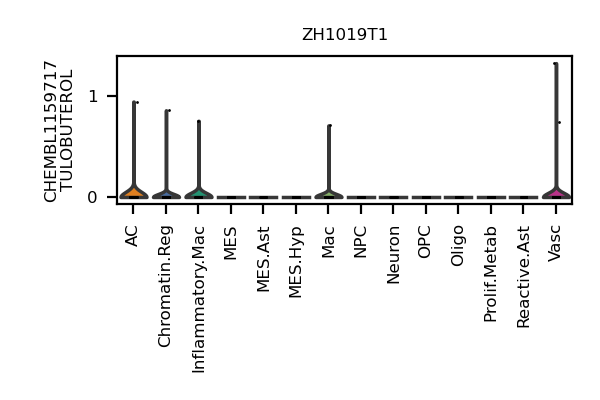 ZH1019T1
CHEMBL1159717
TULOBUTEROL
1
0
AC
Chromatin.Reg
Inflammatory.Mac
MES
MES.Ast
MES.Hyp
Mac
NPC
Neuron
OPC
Oligo
Prolif.Metab
Reactive.Ast
Vasc